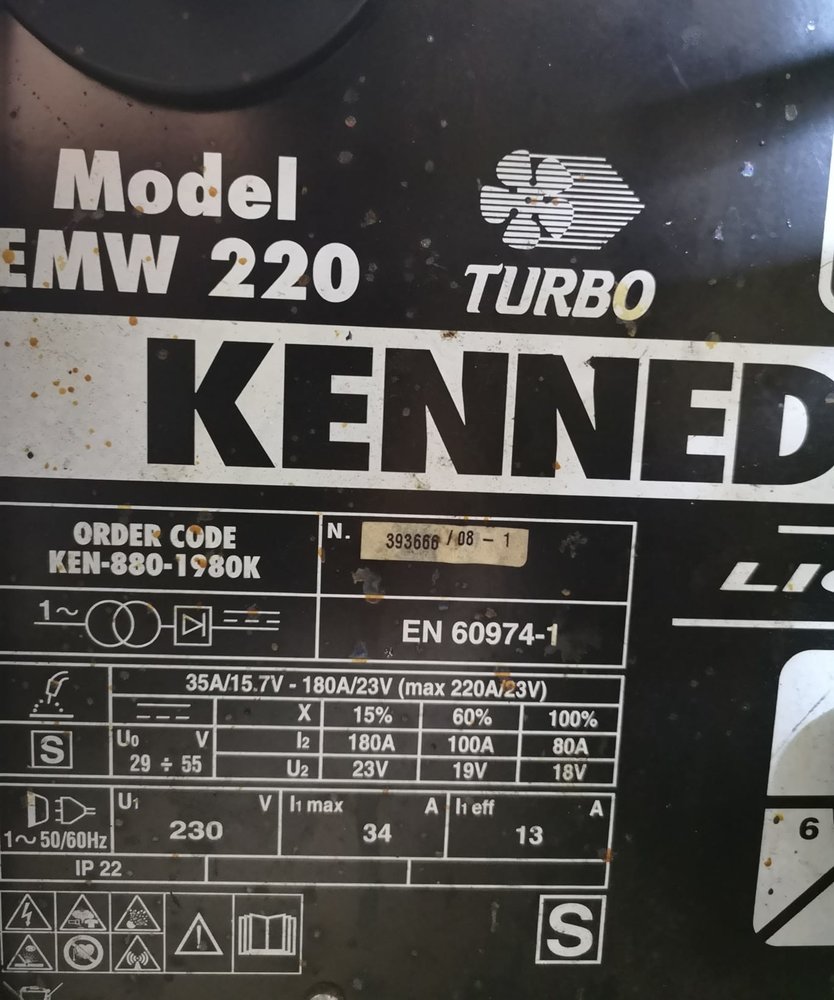 Model
EMW 220
TURBO
KENNED
ORDER CODE
KEN-880-1980K
N. 393666 / 08 - 1
1~
EN 60974-1
35A/15.7V - 180A/23V (max 220A/23V)
X 15% 60% 100%
S
U0 V
I2 180A 100A 80A
29 ÷ 55
U2 23V 19V 18V
U1 V
I1 max A
I1 eff A
1~ 50/60Hz
230
34
13
IP 22
S
LI
6